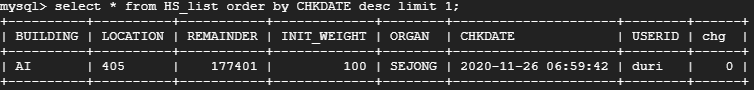 mysql> select * from HS_list order by CHKDATE desc limit 1;
+----------+----------+-----------+-------------+--------+---------------------+--------+------+
| BUILDING | LOCATION | REMAINDER | INIT_WEIGHT | ORGAN | CHKDATE | USERID | chg |
+----------+----------+-----------+-------------+--------+---------------------+--------+------+
| AI | 405 | 177401 | 100 | SEJONG | 2020-11-26 06:59:42 | duri | 0 |
+----------+----------+-----------+-------------+--------+---------------------+--------+------+